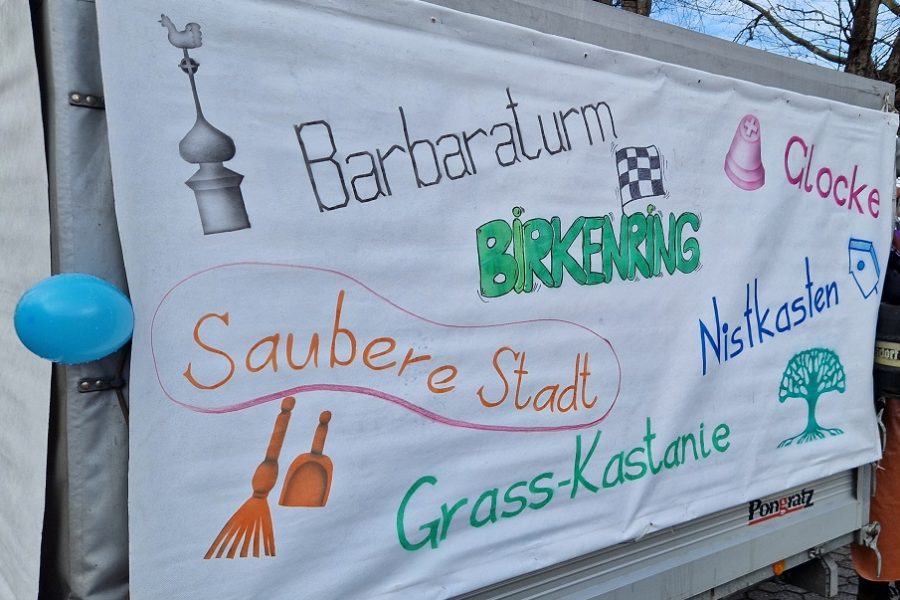 Barbaraturm
Glocke
BIRKENRING
Nistkasten
Saubere Stadt
Grass-Kastanie
Pongratz